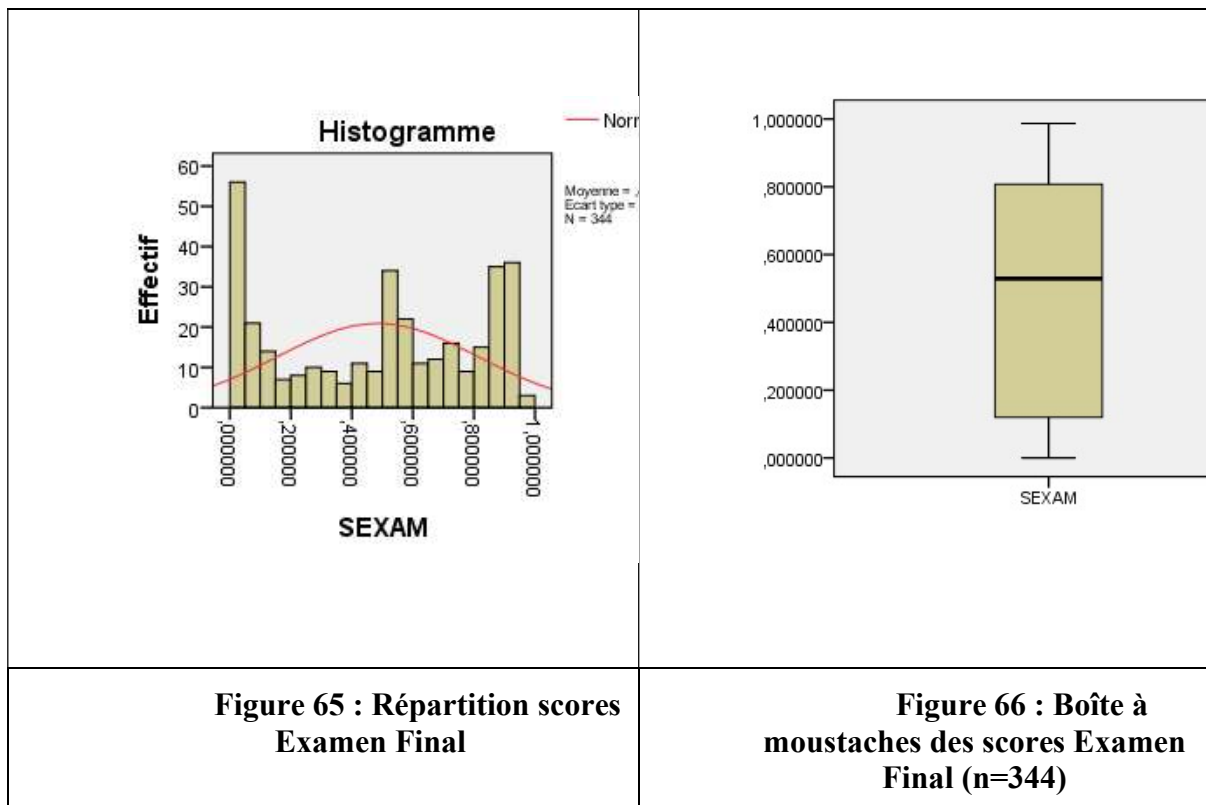 Histogramme
Moyenne =
Ecart type =
N = 344
Effectif
60
50
40
30
20
10
0
,000000
,200000
,400000
,600000
,800000
1,000000
SEXAM
1,000000
,800000
,600000
,400000
,200000
,000000
SEXAM
Figure 65 : Répartition scores
Examen Final
Figure 66 : Boîte à
moustaches des scores Examen
Final (n=344)